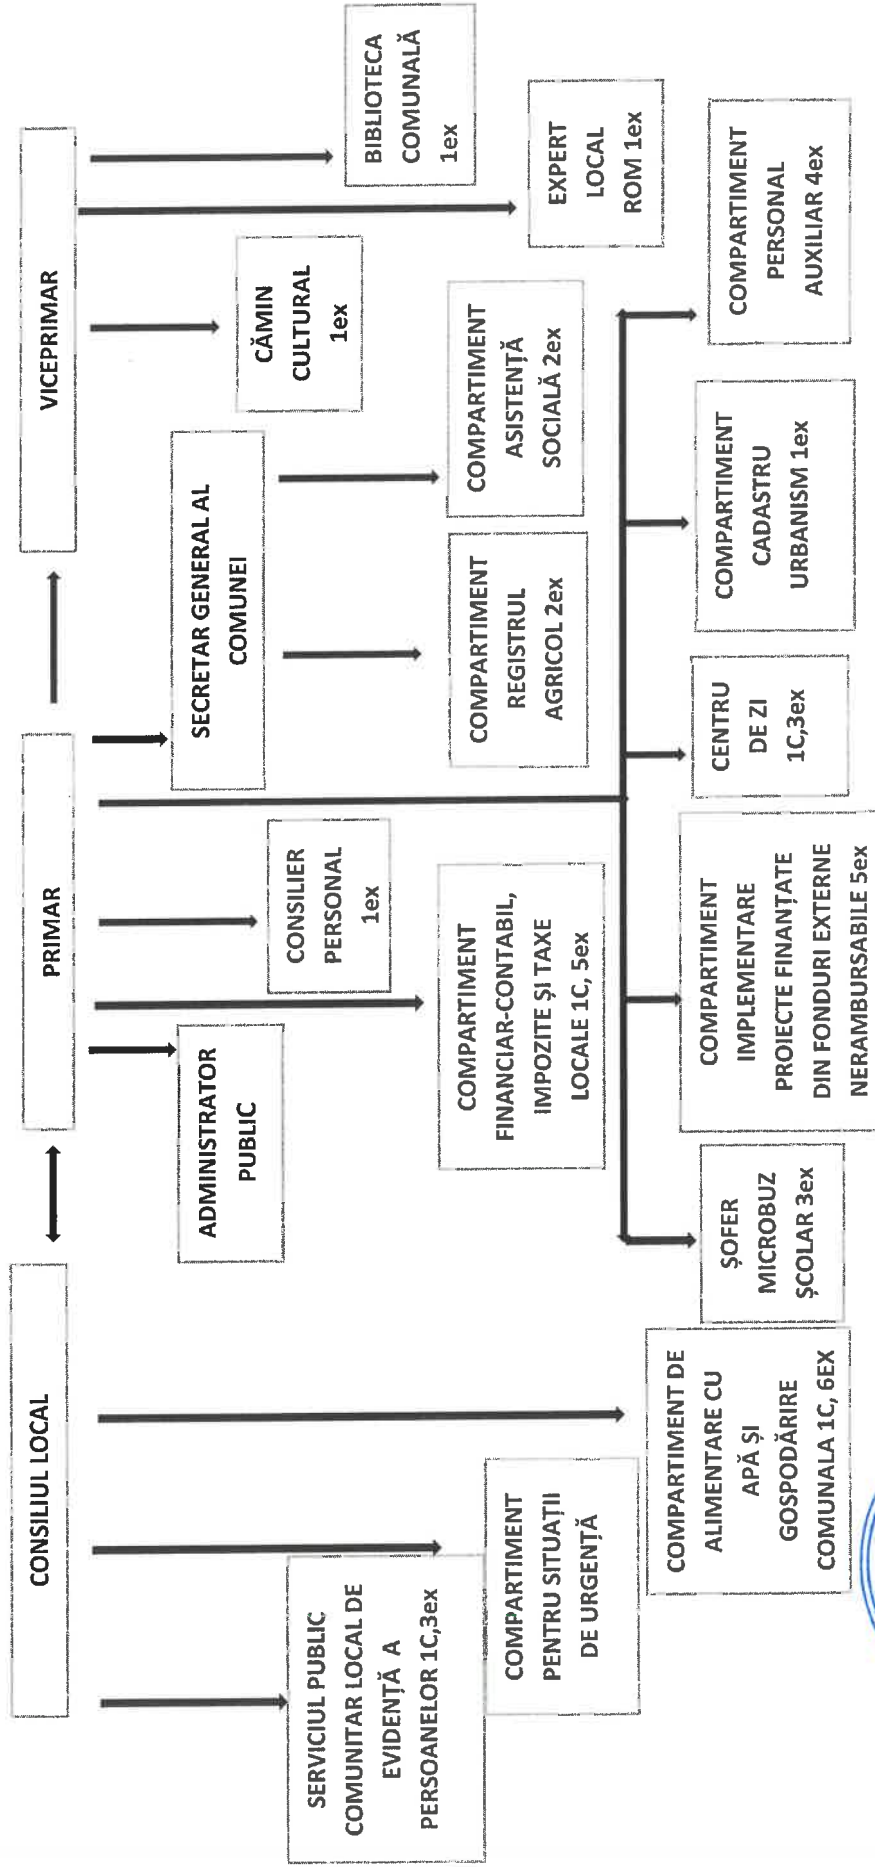 CONSILIUL LOCAL
PRIMAR
VICEPRIMAR
SERVICIUL PUBLIC
COMUNITAR LOCAL DE
EVIDENȚĂ A
PERSOANELOR 1C,3ex
COMPARTIMENT
PENTRU SITUAȚII
DE URGENȚĂ
COMPARTIMENT DE
ALIMENTARE CU
APĂ ȘI
GOSPODĂRIRE
COMUNALA 1C, 6EX
ADMINISTRATOR
PUBLIC
COMPARTIMENT
FINANCIAR-CONTABIL,
IMPOZITE ȘI TAXE
LOCALE 1C, 5ex
CONSILIER
PERSONAL
1ex
SECRETAR GENERAL AL
COMUNEI
COMPARTIMENT
REGISTRUL
AGRICOL 2ex
COMPARTIMENT
ASISTENȚĂ
SOCIALĂ 2ex
CĂMIN
CULTURAL
1ex
EXPERT
LOCAL
ROM 1ex
BIBLIOTECA
COMUNALĂ
1ex
ȘOFER
MICROBUZ
ȘCOLAR 3ex
COMPARTIMENT
IMPLEMENTARE
PROIECTE FINANȚATE
DIN FONDURI EXTERNE
NERAMBURSABILE 5ex
CENTRU
DE ZI
1C,3ex
COMPARTIMENT
CADASTRU
URBANISM 1ex
COMPARTIMENT
PERSONAL
AUXILIAR 4ex